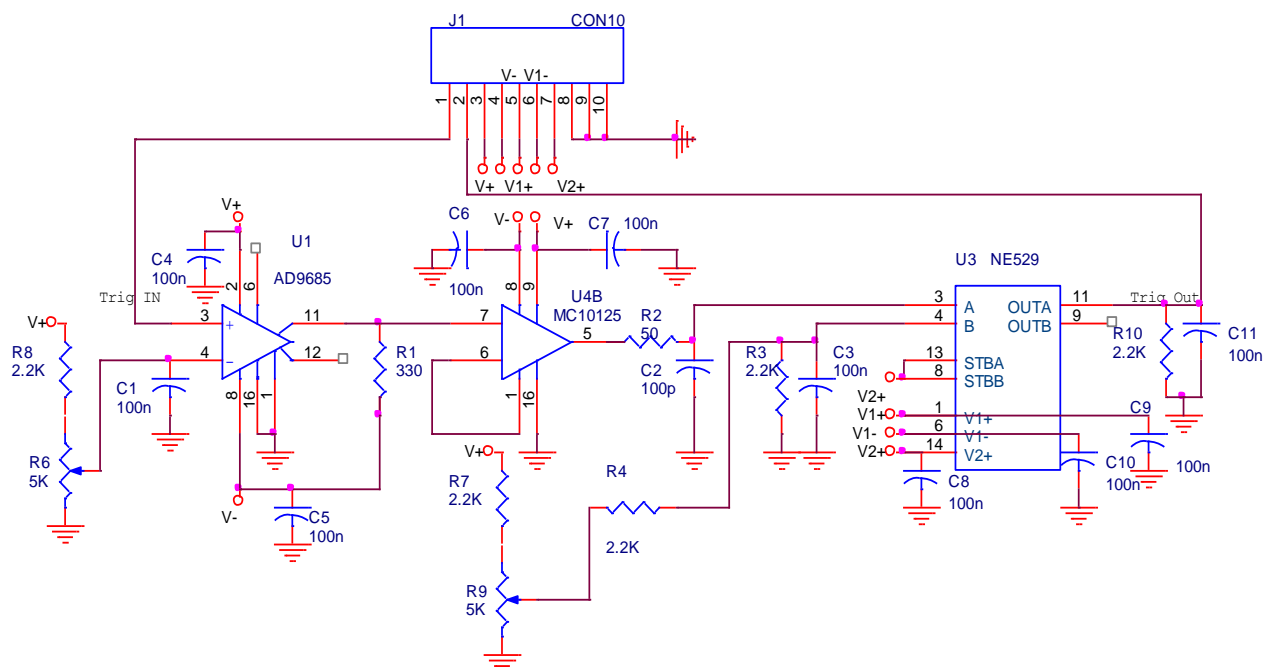 J1 CON10
V- V1-
1 2 3 4 5 6 7 8 9 10
V+ V1+ V2+
V+
C4
100n
2 6
U1
AD9685
Trig IN
3 + 11
4 − 12
8 16 1
V+
R8
2.2K
C1
100n
R6
5K
R1
330
V-
C5
100n
C6
100n
V- V+
C7 100n
8 9
U4B
MC10125
7
6
5
1 16
R2
50
C2
100p
V+
R7
2.2K
R9
5K
R4
2.2K
R3
2.2K
C3
100n
U3 NE529
3 A OUTA 11
4 B OUTB 9
13 STBA
8 STBB
V2+
V1+ 1 V1+
V1- 6 V1-
V2+ 14 V2+
Trig Out
R10
2.2K
C11
100n
C9
100n
C10
100n
C8
100n